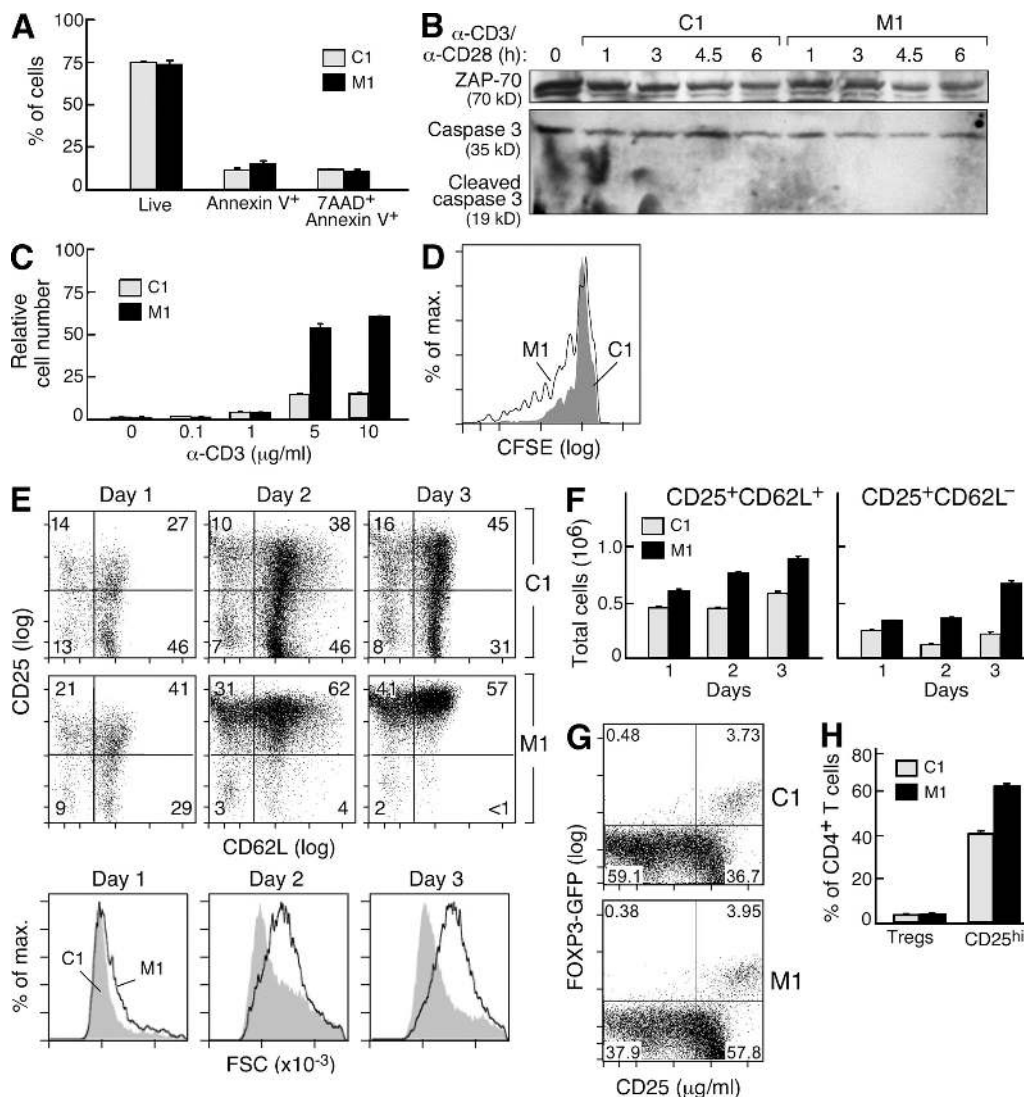 A
% of cells
100
75
50
25
0
C1
M1
Live
Annexin V+
7AAD+
Annexin V+
B
α-CD3/
α-CD28 (h):
C1
M1
0 1 3 4.5 6 1 3 4.5 6
ZAP-70
(70 kD)
Caspase 3
(35 kD)
Cleaved
caspase 3
(19 kD)
C
Relative
cell number
100
75
50
25
0
C1
M1
0 0.1 1 5 10
α-CD3 (µg/ml)
D
% of max.
M1
C1
CFSE (log)
E
Day 1 Day 2 Day 3
14 27 10 38 16 45
13 46 7 46 8 31
C1
CD25 (log)
21 41 31 62 41 57
9 29 3 4 2 <1
M1
CD62L (log)
Day 1 Day 2 Day 3
% of max.
C1
M1
FSC (x10-3)
F
CD25+CD62L+
CD25+CD62L–
C1
M1
Total cells (106)
1.0
0.5
0
1 2 3 1 2 3
Days Days
G
0.48 3.73
59.1 36.7
C1
FOXP3-GFP (log)
0.38 3.95
37.9 57.8
M1
CD25 (µg/ml)
H
% of CD4+ T cells
80
60
40
20
0
C1
M1
Tregs CD25hi